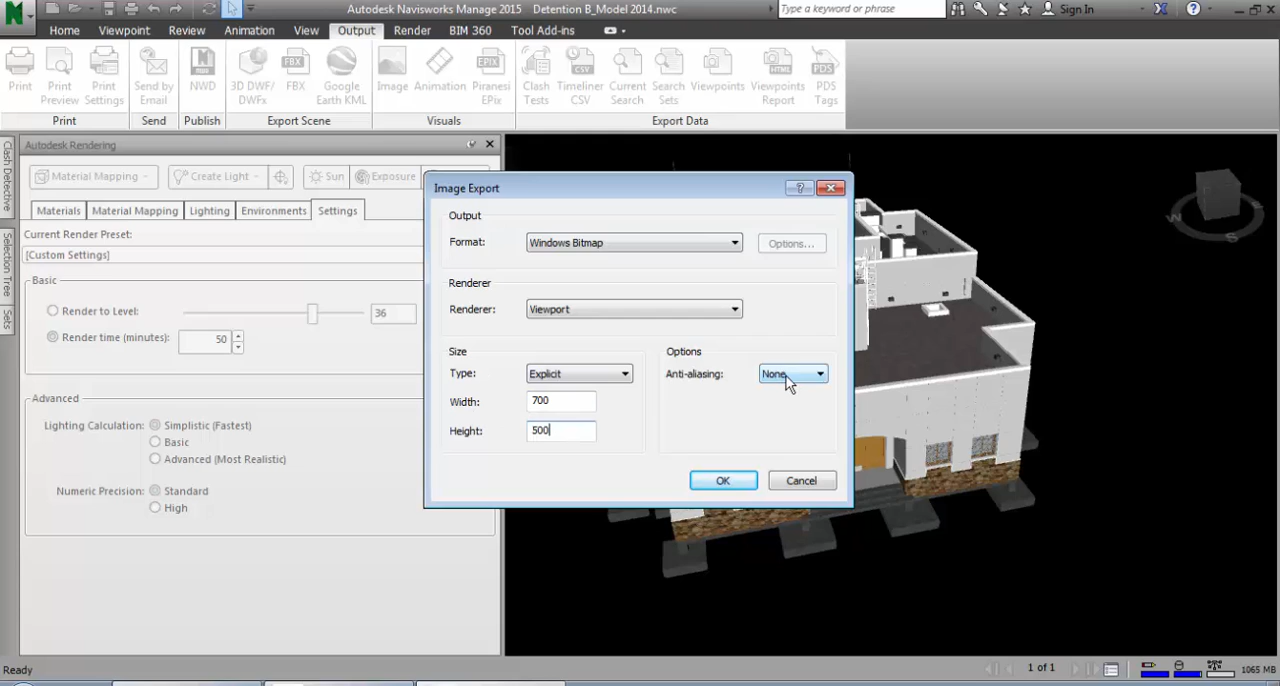 Autodesk Navisworks Manage 2015 Detention B_Model 2014.nwc
Type a keyword or phrase
Sign In
Home Viewpoint Review Animation View Output Render BIM 360 Tool Add-ins
Print
Print Preview
Print Settings
Send by Email
NWD
3D DWF/ DWFx
FBX
Google Earth KML
Image
Animation
Piranesi EPix
Clash Tests
Timeliner CSV
Current Search
Search Sets
Viewpoints
Viewpoints Report
PDS Tags
Print Send Publish Export Scene Visuals Export Data
Clash Detective
Selection Tree
Sets
Autodesk Rendering
Material Mapping Create Light Sun Exposure
Materials Material Mapping Lighting Environments Settings
Current Render Preset:
[Custom Settings]
Basic
Render to Level: 36
Render time (minutes): 50
Advanced
Lighting Calculation: Simplistic (Fastest)
Basic
Advanced (Most Realistic)
Numeric Precision: Standard
High
Image Export
Output
Format: Windows Bitmap Options...
Renderer
Renderer: Viewport
Size
Type: Explicit
Width: 700
Height: 500
Options
Anti-aliasing: None
OK Cancel
W S
Ready
1 of 1
1065 MB